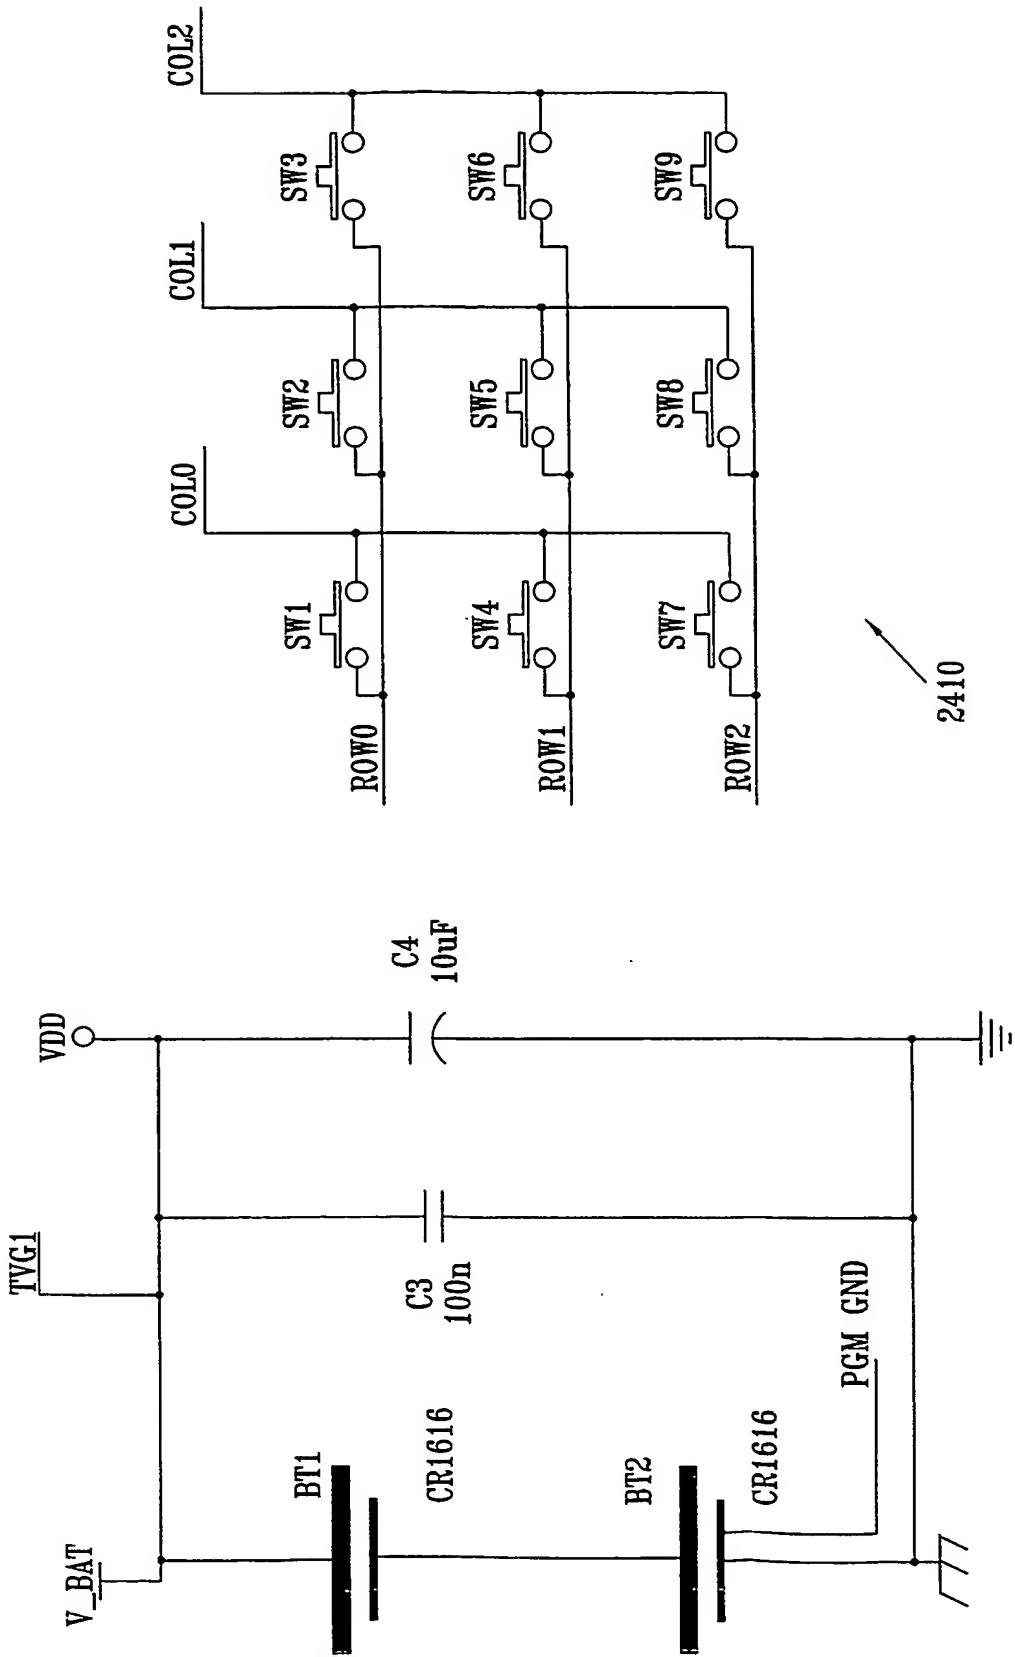 V_BAT
TVG1
VDD
BT1
CR1616
C3
100n
C4
10uF
BT2
CR1616
PGM GND
COL0
COL1
COL2
SW1
SW2
SW3
ROW0
SW4
SW5
SW6
ROW1
SW7
SW8
SW9
ROW2
2410